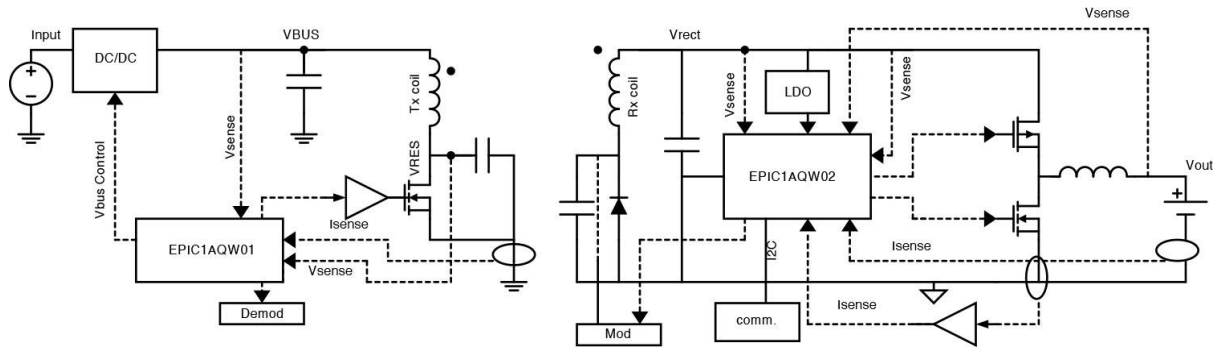 Input
DC/DC
VBUS
Tx coil
Vsense
Vbus Control
VRES
Isense
EPIC1AQW01
Vsense
Demod
Vrect
Vsense
Rx coil
Vsense
LDO
Vsense
EPIC1AQW02
Vout
+
I2C
Isense
Isense
comm.
Mod